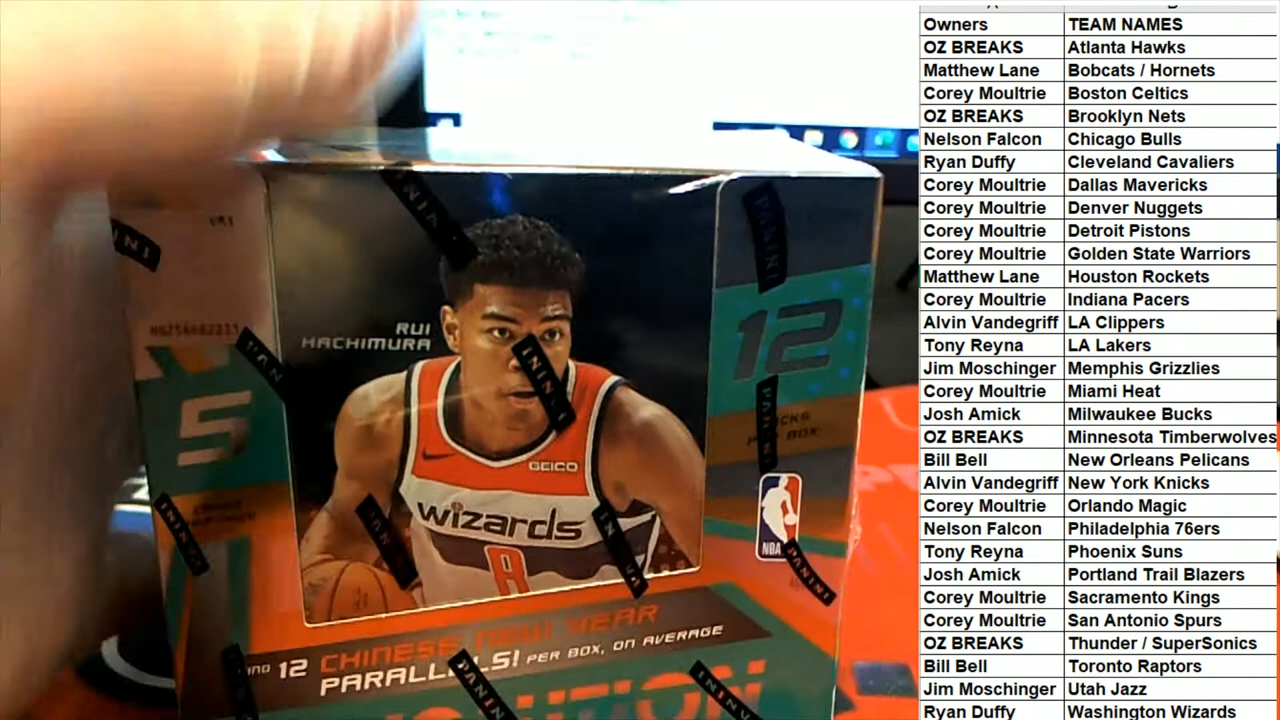 Owners TEAM NAMES
OZ BREAKS Atlanta Hawks
Matthew Lane Bobcats / Hornets
Corey Moultrie Boston Celtics
OZ BREAKS Brooklyn Nets
Nelson Falcon Chicago Bulls
Ryan Duffy Cleveland Cavaliers
Corey Moultrie Dallas Mavericks
Corey Moultrie Denver Nuggets
Corey Moultrie Detroit Pistons
Corey Moultrie Golden State Warriors
Matthew Lane Houston Rockets
Corey Moultrie Indiana Pacers
Alvin Vandegriff LA Clippers
Tony Reyna LA Lakers
Jim Moschinger Memphis Grizzlies
Corey Moultrie Miami Heat
Josh Amick Milwaukee Bucks
OZ BREAKS Minnesota Timberwolves
Bill Bell New Orleans Pelicans
Alvin Vandegriff New York Knicks
Corey Moultrie Orlando Magic
Nelson Falcon Philadelphia 76ers
Tony Reyna Phoenix Suns
Josh Amick Portland Trail Blazers
Corey Moultrie Sacramento Kings
Corey Moultrie San Antonio Spurs
OZ BREAKS Thunder / SuperSonics
Bill Bell Toronto Raptors
Jim Moschinger Utah Jazz
Ryan Duffy Washington Wizards
RUI
HACHIMURA
5
12
BOX
GEICO
wizards
8
NBA
PANINI
12 CHINESE NEW YEAR
PARALLELS! PER BOX, ON AVERAGE